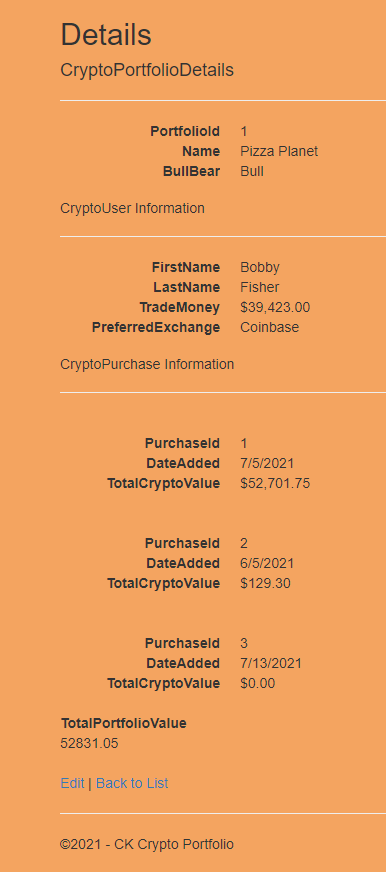 Details
CryptoPortfolioDetails
PortfolioId 1
Name Pizza Planet
BullBear Bull
CryptoUser Information
FirstName Bobby
LastName Fisher
TradeMoney $39,423.00
PreferredExchange Coinbase
CryptoPurchase Information
PurchaseId 1
DateAdded 7/5/2021
TotalCryptoValue $52,701.75
PurchaseId 2
DateAdded 6/5/2021
TotalCryptoValue $129.30
PurchaseId 3
DateAdded 7/13/2021
TotalCryptoValue $0.00
TotalPortfolioValue
52831.05
Edit | Back to List
©2021 - CK Crypto Portfolio